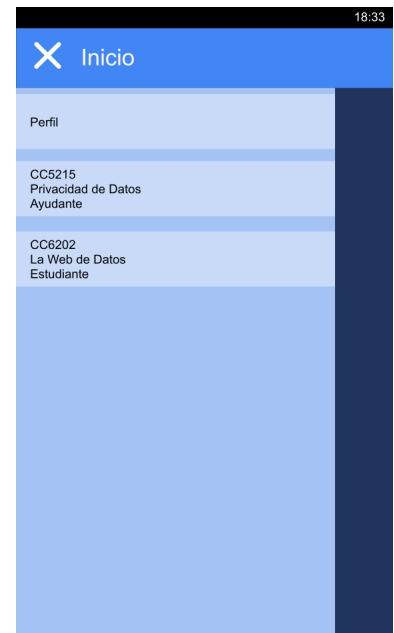 18:33
Inicio
Perfil
CC5215
Privacidad de Datos
Ayudante
CC6202
La Web de Datos
Estudiante